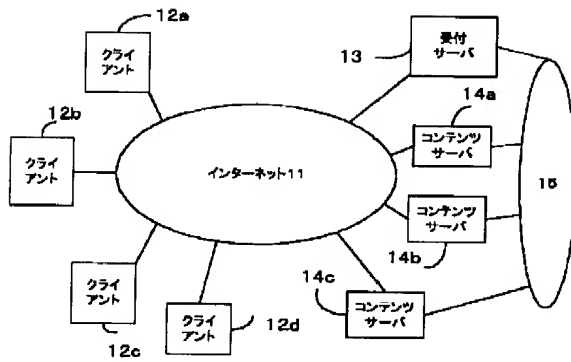 12a
クライ
アント
12b
クライ
アント
クライ
アント
12c
クライ
アント
12d
インターネット11
13
受付
サーバ
14a
コンテンツ
サーバ
コンテンツ
サーバ
14b
14c
コンテンツ
サーバ
15